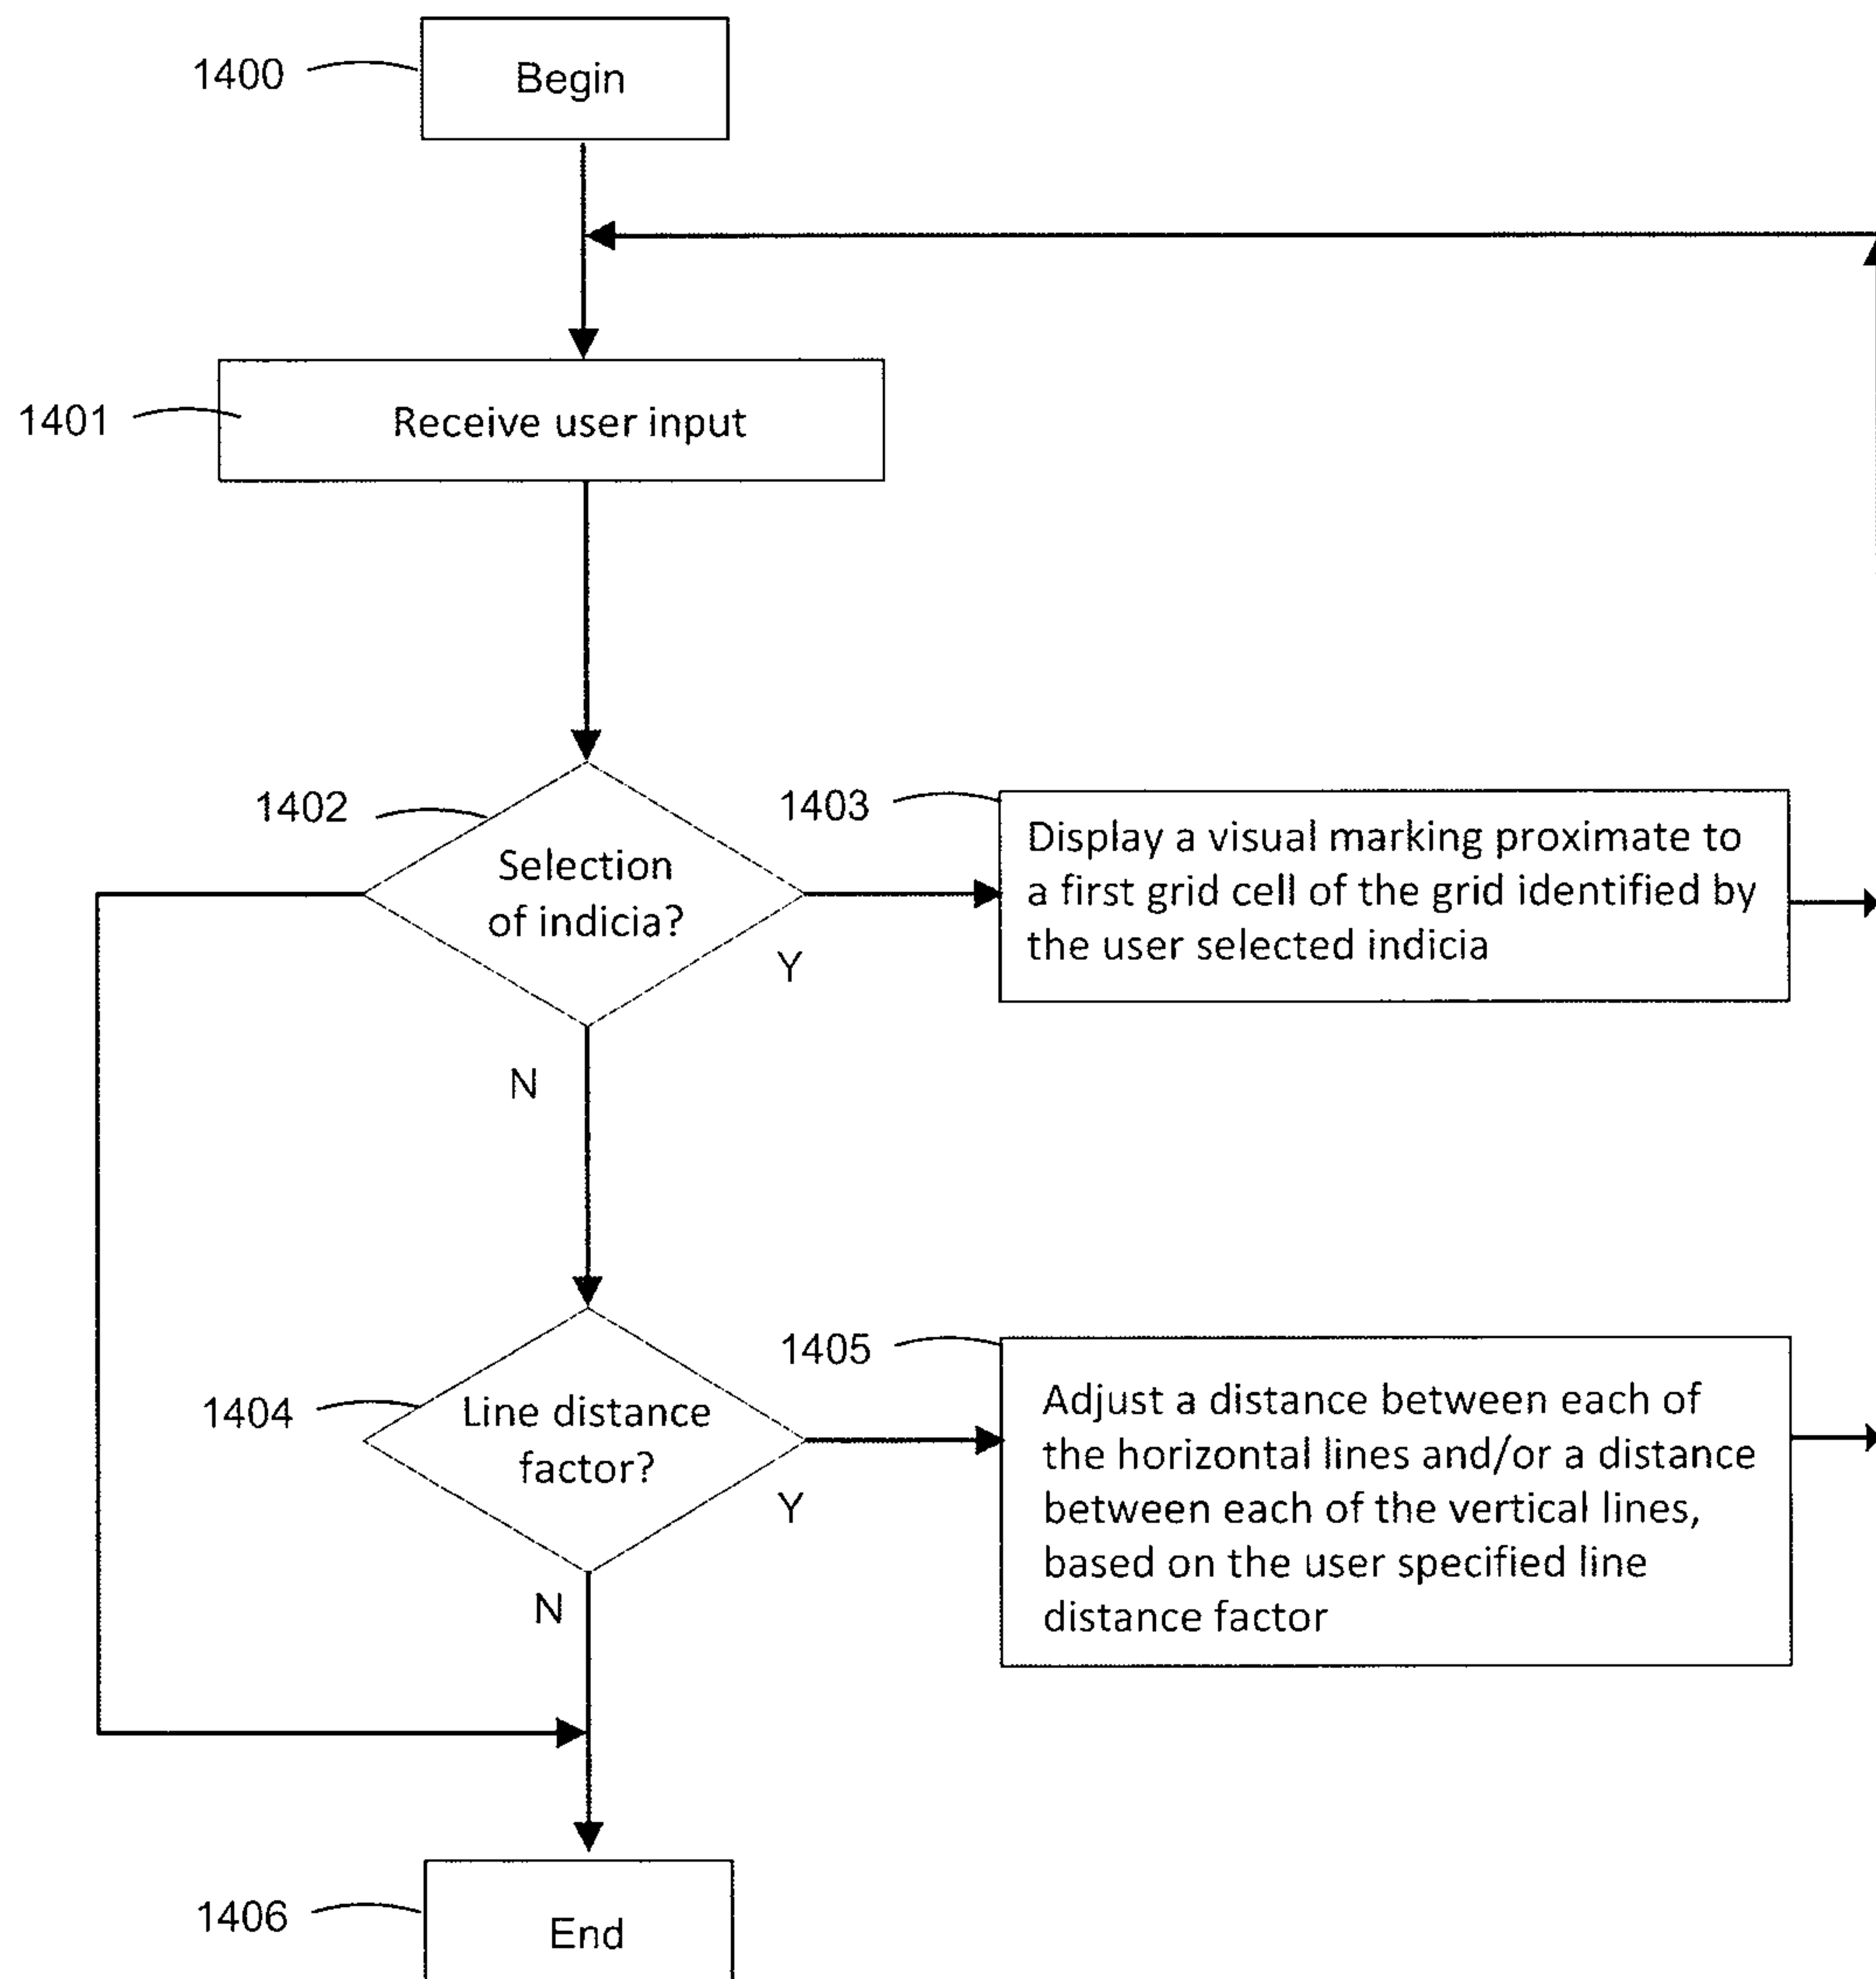 1400
Begin
1401
Receive user input
1402
Selection
of indicia?
Y
N
1403
Display a visual marking proximate to
a first grid cell of the grid identified by
the user selected indicia
1404
Line distance
factor?
Y
N
1405
Adjust a distance between each of
the horizontal lines and/or a distance
between each of the vertical lines,
based on the user specified line
distance factor
1406
End